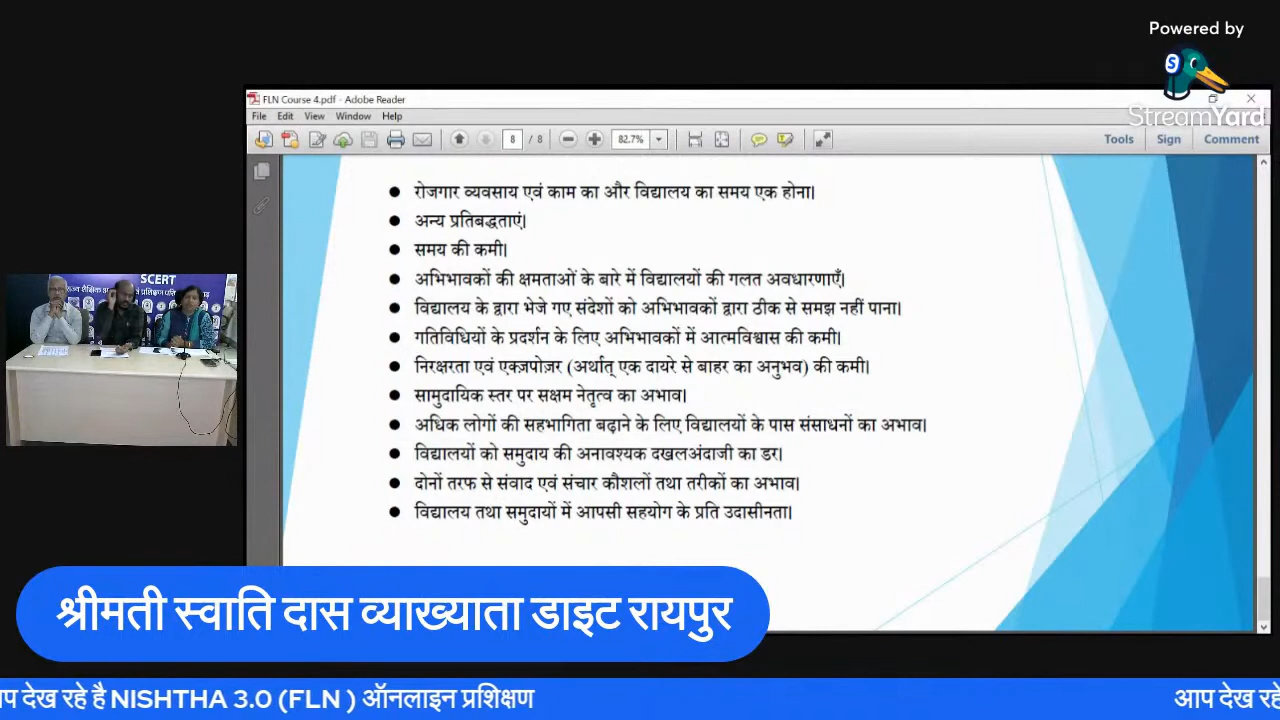 Powered by
S
StreamYard
FLN Course 4.pdf - Adobe Reader
File Edit View Window Help
8 / 8 82.7% Tools Sign Comment
● रोजगार व्यवसाय एवं काम का और विद्यालय का समय एक होना।
● अन्य प्रतिबद्धताएं।
● समय की कमी।
● अभिभावकों की क्षमताओं के बारे में विद्यालयों की गलत अवधारणाएँ।
● विद्यालय के द्वारा भेजे गए संदेशों को अभिभावकों द्वारा ठीक से समझ नहीं पाना।
● गतिविधियों के प्रदर्शन के लिए अभिभावकों में आत्मविश्वास की कमी।
● निरक्षरता एवं एक्ज़पोज़र (अर्थात् एक दायरे से बाहर का अनुभव) की कमी।
● सामुदायिक स्तर पर सक्षम नेतृत्व का अभाव।
● अधिक लोगों की सहभागिता बढ़ाने के लिए विद्यालयों के पास संसाधनों का अभाव।
● विद्यालयों को समुदाय की अनावश्यक दखलअंदाजी का डर।
● दोनों तरफ से संवाद एवं संचार कौशलों तथा तरीकों का अभाव।
● विद्यालय तथा समुदायों में आपसी सहयोग के प्रति उदासीनता।
SCERT
श्रीमती स्वाति दास व्याख्याता डाइट रायपुर
प देख रहे है NISHTHA 3.0 (FLN ) ऑनलाइन प्रशिक्षण
आप देख रहे